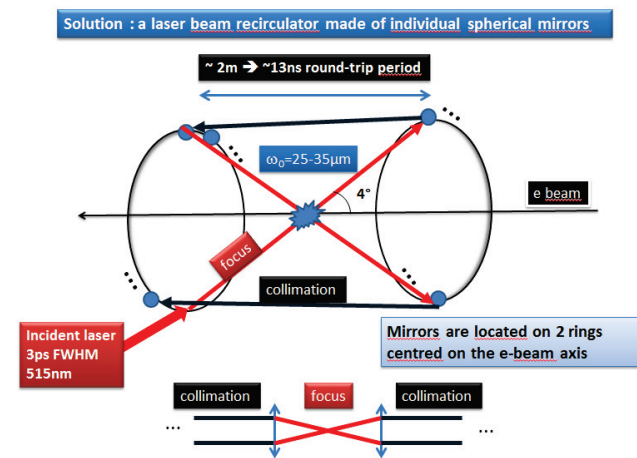 Solution : a laser beam recirculator made of individual spherical mirrors
~ 2m ➔ ~13ns round-trip period
ω0=25-35µm
4°
e beam
focus
collimation
Incident laser
3ps FWHM
515nm
Mirrors are located on 2 rings
centred on the e-beam axis
collimation
focus
collimation
...
...